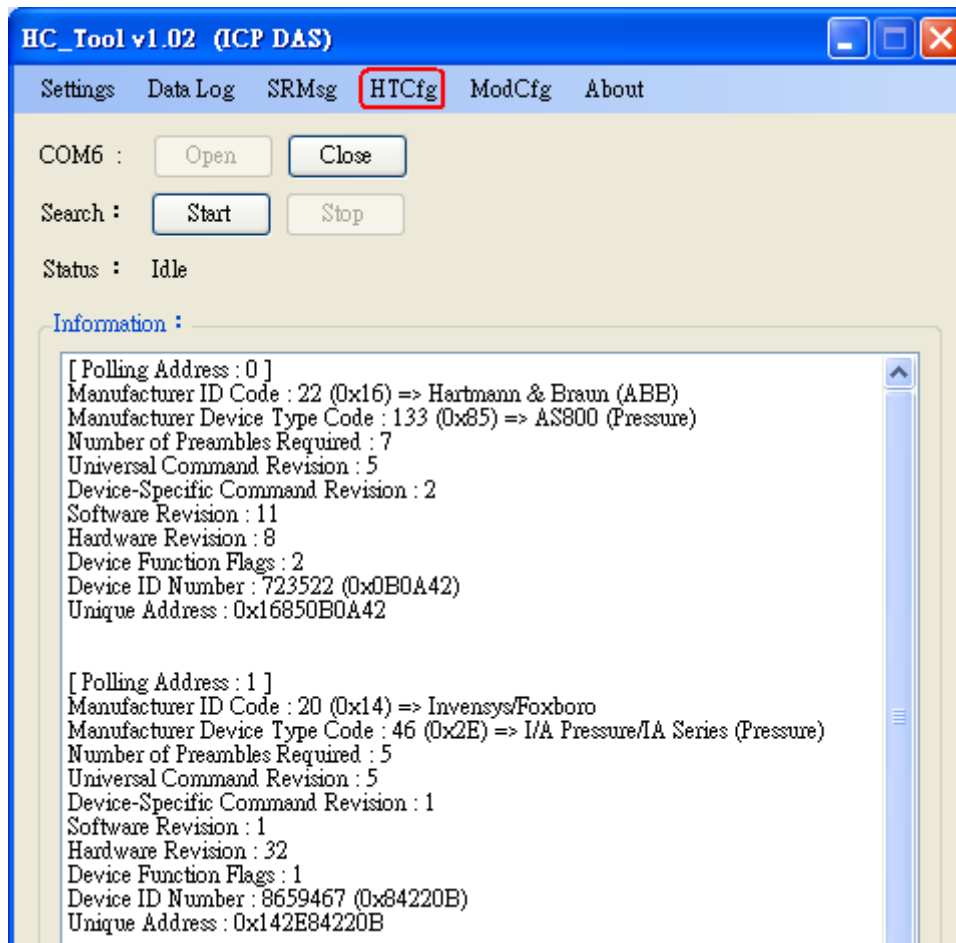 HC_Tool v1.02 (ICP DAS)
Settings Data Log SRMsg HTCfg ModCfg About
COM6 : Open Close
Search : Start Stop
Status : Idle
Information :
[ Polling Address : 0 ]
Manufacturer ID Code : 22 (0x16) => Hartmann & Braun (ABB)
Manufacturer Device Type Code : 133 (0x85) => AS800 (Pressure)
Number of Preambles Required : 7
Universal Command Revision : 5
Device-Specific Command Revision : 2
Software Revision : 11
Hardware Revision : 8
Device Function Flags : 2
Device ID Number : 723522 (0x0B0A42)
Unique Address : 0x16850B0A42
[ Polling Address : 1 ]
Manufacturer ID Code : 20 (0x14) => Invensys/Foxboro
Manufacturer Device Type Code : 46 (0x2E) => I/A Pressure/IA Series (Pressure)
Number of Preambles Required : 5
Universal Command Revision : 5
Device-Specific Command Revision : 1
Software Revision : 1
Hardware Revision : 32
Device Function Flags : 1
Device ID Number : 8659467 (0x84220B)
Unique Address : 0x142E84220B